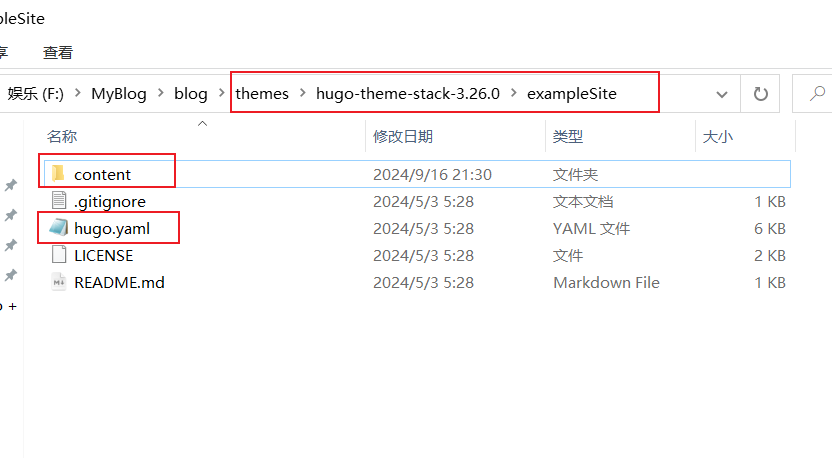 pleSite
享 查看
娱乐 (F:) > MyBlog > blog > themes > hugo-theme-stack-3.26.0 > exampleSite
名称 修改日期 类型 大小
content 2024/9/16 21:30 文件夹
.gitignore 2024/5/3 5:28 文本文档 1 KB
hugo.yaml 2024/5/3 5:28 YAML 文件 6 KB
LICENSE 2024/5/3 5:28 文件 2 KB
README.md 2024/5/3 5:28 Markdown File 1 KB